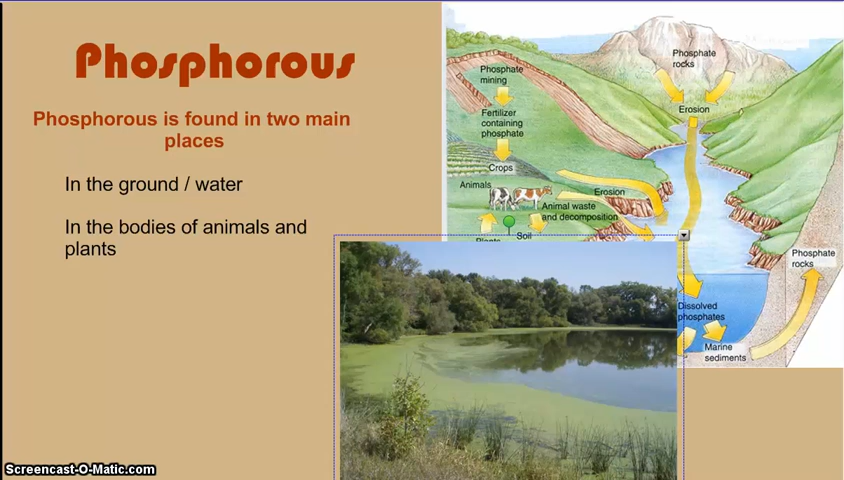 Phosphorous
Phosphorous is found in two main
places
In the ground / water
In the bodies of animals and
plants
Phosphate
rocks
Phosphate
mining
Erosion
Fertilizer
containing
phosphate
Crops
Animals
Erosion
Animal waste
and decomposition
Plants
Soil
Phosphate
rocks
Dissolved
phosphates
Marine
sediments
Screencast-O-Matic.com